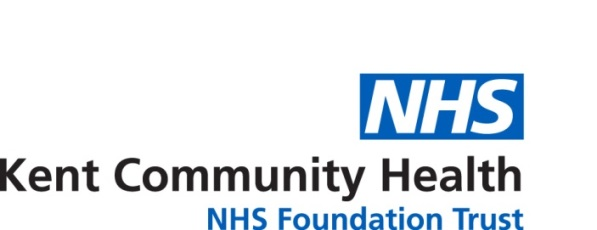 NHS
Kent Community Health
NHS Foundation Trust